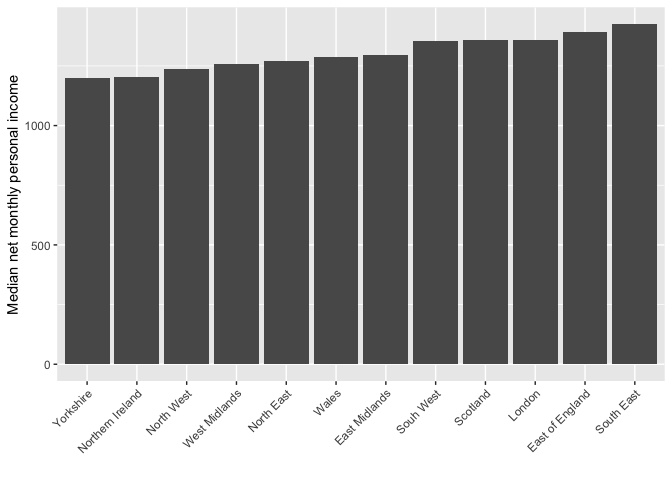 Median net monthly personal income
1000
500
0
Yorkshire
Northern Ireland
North West
West Midlands
North East
Wales
East Midlands
Souh West
Scotland
London
East of England
South East